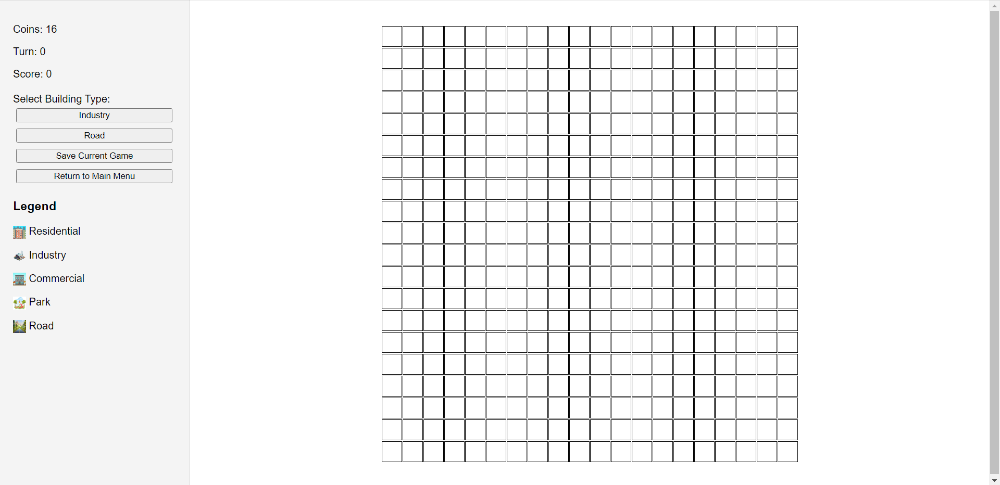 Coins: 16
Turn: 0
Score: 0
Select Building Type:
Industry
Road
Save Current Game
Return to Main Menu
Legend
Residential
Industry
Commercial
Park
Road